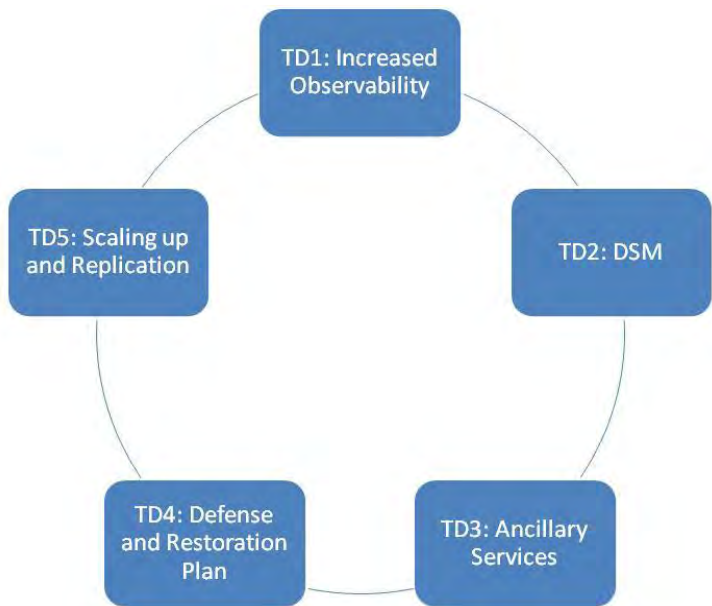 TD1: Increased
Observability
TD2: DSM
TD3: Ancillary
Services
TD4: Defense
and Restoration
Plan
TD5: Scaling up
and Replication